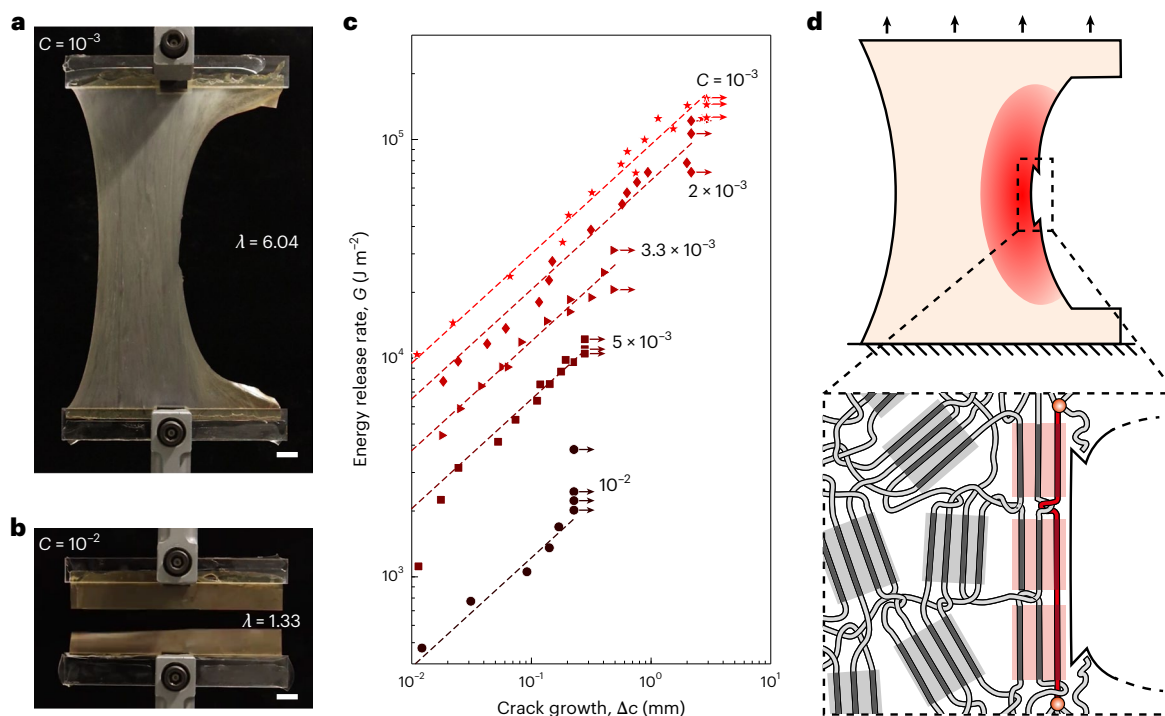 a
C = 10⁻³
λ = 6.04
b
C = 10⁻²
λ = 1.33
c
Energy release rate, G (J m⁻²)
10⁵
10⁴
10³
C = 10⁻³
2 × 10⁻³
3.3 × 10⁻³
5 × 10⁻³
10⁻²
10⁻²
10⁻¹
10⁰
10¹
Crack growth, Δc (mm)
d